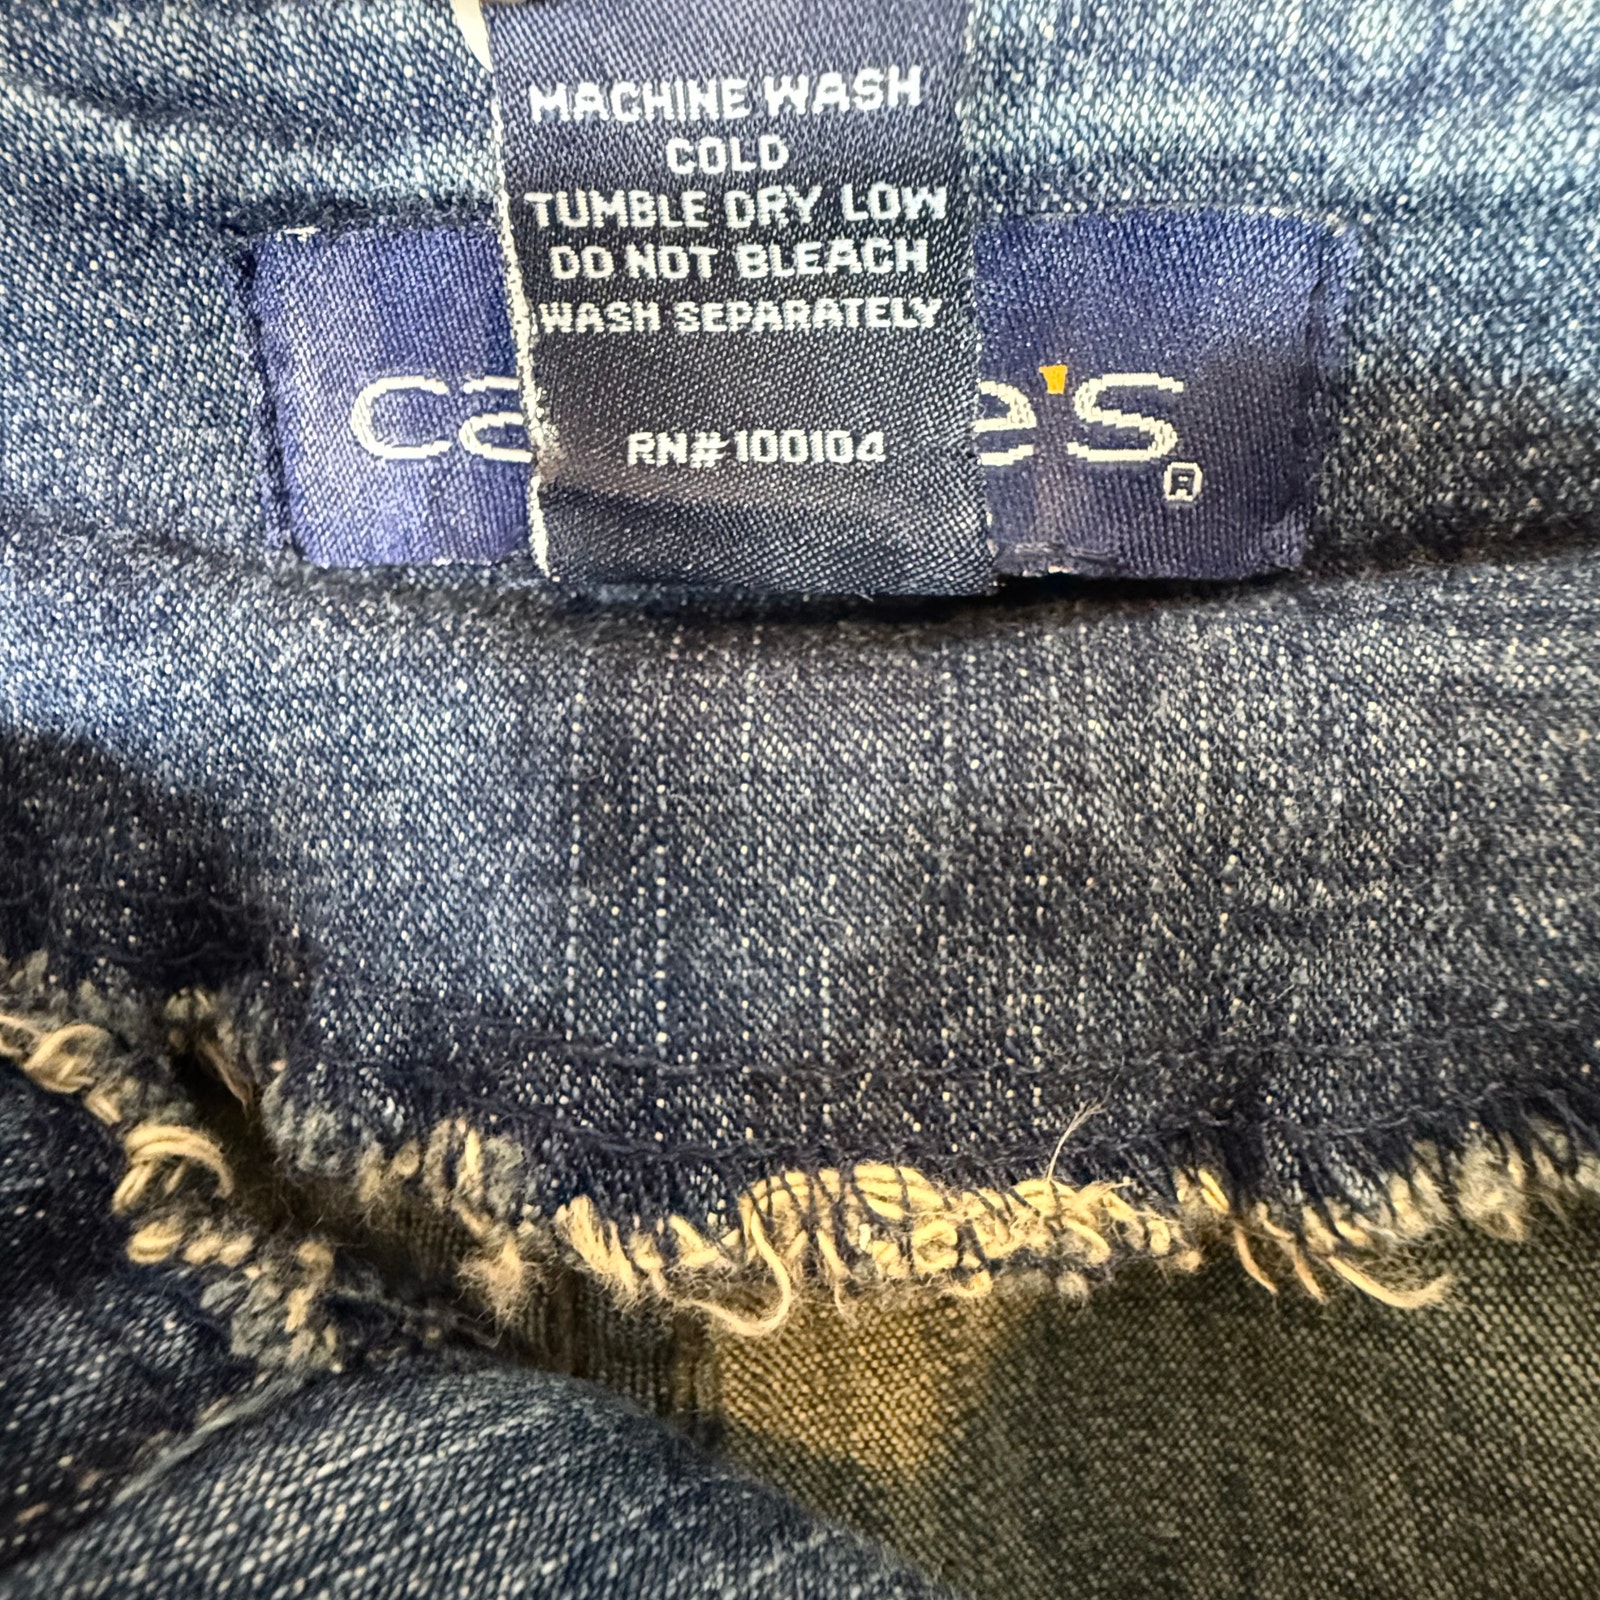 MACHINE WASH
COLD
TUMBLE DRY LOW
DO NOT BLEACH
WASH SEPARATELY
RN# 100104